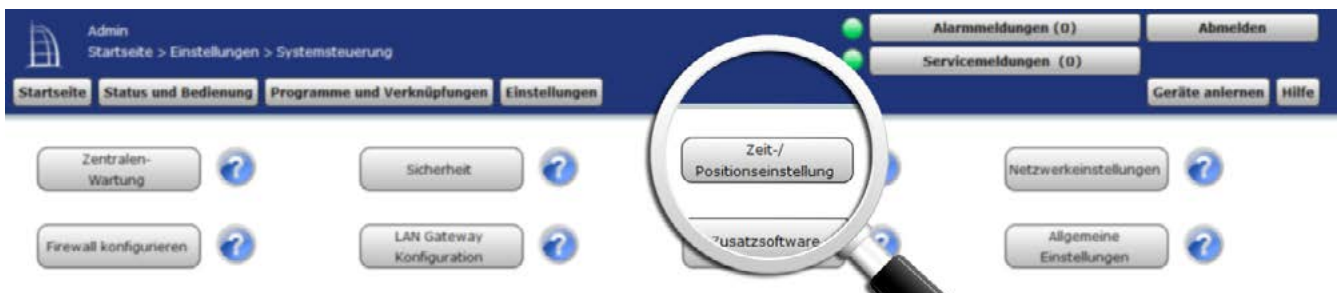 Admin
Alarmmeldungen (0)
Abmelden
Startseite > Einstellungen > Systemsteuerung
Servicemeldungen (0)
Startseite
Status und Bedienung
Programme und Verknüpfungen
Einstellungen
Geräte anlernen
Hilfe
Zentralen-
Wartung
?
Sicherheit
?
Zeit-/
Positionseinstellung
Netzwerkeinstellungen
?
Firewall konfigurieren
?
LAN Gateway
Konfiguration
?
Zusatzsoftware
?
Allgemeine
Einstellungen
?